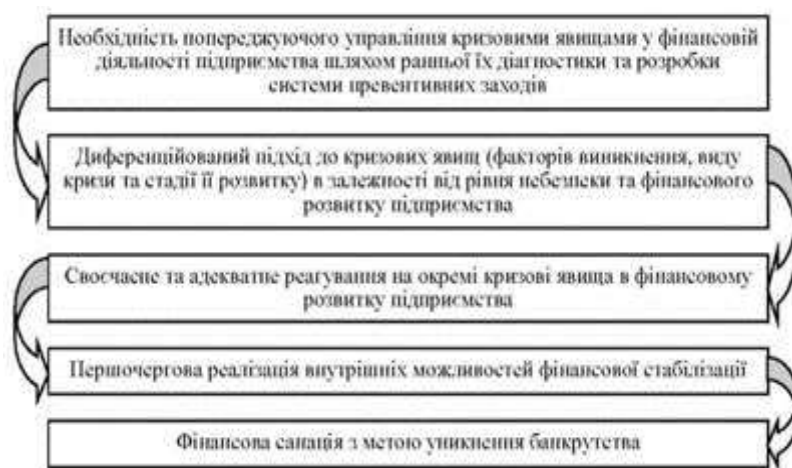 Необхідність попереджуючого управління кризовими явищами у фінансовій
діяльності підприємства шляхом ранньої їх діагностики та розробки
системи превентивних заходів
Диференційований підхід до кризових явищ (факторів виникнення, виду
кризи та стадії її розвитку) в залежності від рівня небезпеки та фінансового
розвитку підприємства
Своєчасне та адекватне реагування на окремі кризові явища в фінансовому
розвитку підприємства
Першочергова реалізація внутрішніх можливостей фінансової стабілізації
Фінансова санація з метою уникнення банкрутства